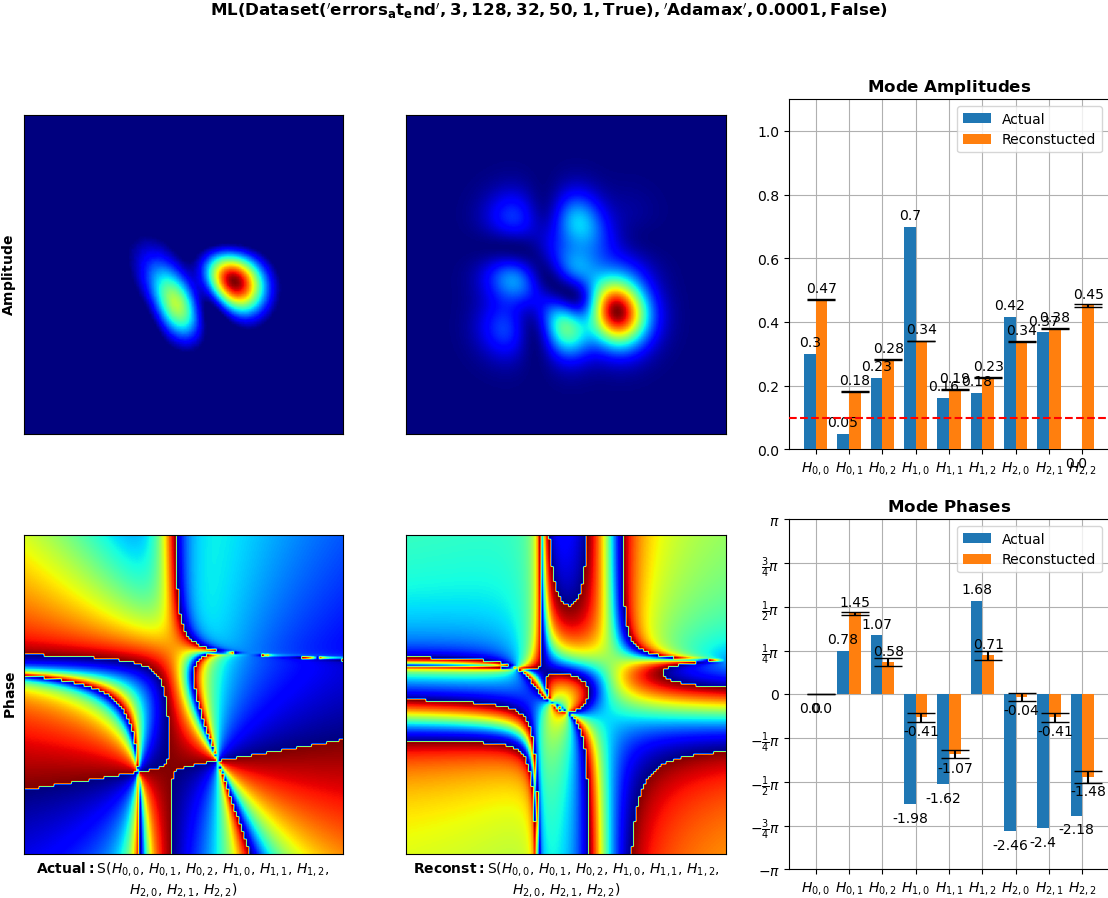 ML(Dataset('errors_at_end', 3, 128, 32, 50, 1, True), 'Adamax', 0.0001, False)
Amplitude
Mode Amplitudes
Actual
Reconstucted
1.0
0.8
0.6
0.4
0.2
0.0
0.3
0.47
0.05
0.18
0.23
0.28
0.7
0.34
0.16
0.19
0.18
0.23
0.42
0.34
0.37
0.38
0.0
0.45
H0,0 H0,1 H0,2 H1,0 H1,1 H1,2 H2,0 H2,1 H2,2
Phase
Actual: S(H0,0, H0,1, H0,2, H1,0, H1,1, H1,2,
H2,0, H2,1, H2,2)
Reconst: S(H0,0, H0,1, H0,2, H1,0, H1,1, H1,2,
H2,0, H2,1, H2,2)
Mode Phases
Actual
Reconstucted
π
3/4π
1/2π
1/4π
0
−1/4π
−1/2π
−3/4π
−π
0.0
0.0
0.78
1.45
1.07
0.58
-1.98
-0.41
-1.62
-1.07
1.68
0.71
-2.46
-0.04
-2.4
-0.41
-2.18
-1.48
H0,0 H0,1 H0,2 H1,0 H1,1 H1,2 H2,0 H2,1 H2,2